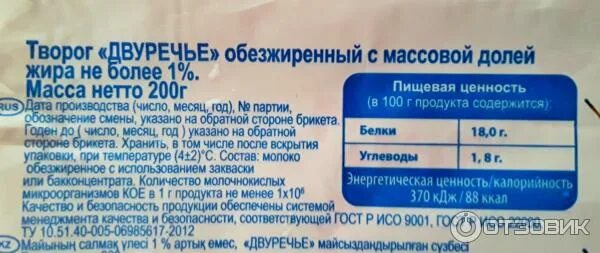 Творог «ДВУРЕЧЬЕ» обезжиренный с массовой долей
жира не более 1%.
Масса нетто 200г
RUS Дата производства (число, месяц, год), № партии,
обозначение смены, указано на обратной стороне брикета.
Годен до ( число, месяц, год ) указано на обратной
стороне брикета. Хранить, в том числе после вскрытия
упаковки, при температуре (4±2)°С. Состав: молоко
обезжиренное с использованием закваски
или бакконцентрата. Количество молочнокислых
микроорганизмов КОЕ в 1 г продукта не менее 1х10⁶
Качество и безопасность продукции обеспечены системой
менеджмента качества и безопасности, соответствующей ГОСТ Р ИСО 9001, ГОСТ Р ИСО
ТУ 10.51.40-005-06985617-2012
KZ Майының салмақ үлесі 1 % артық емес, «ДВУРЕЧЬЕ» майсыздандырылған сүзбесі
Пищевая ценность
(в 100 г продукта содержится):
Белки 18,0 г.
Углеводы 1, 8 г.
Энергетическая ценность/калорийность
370 кДж / 88 ккал
ОТЗОВИК